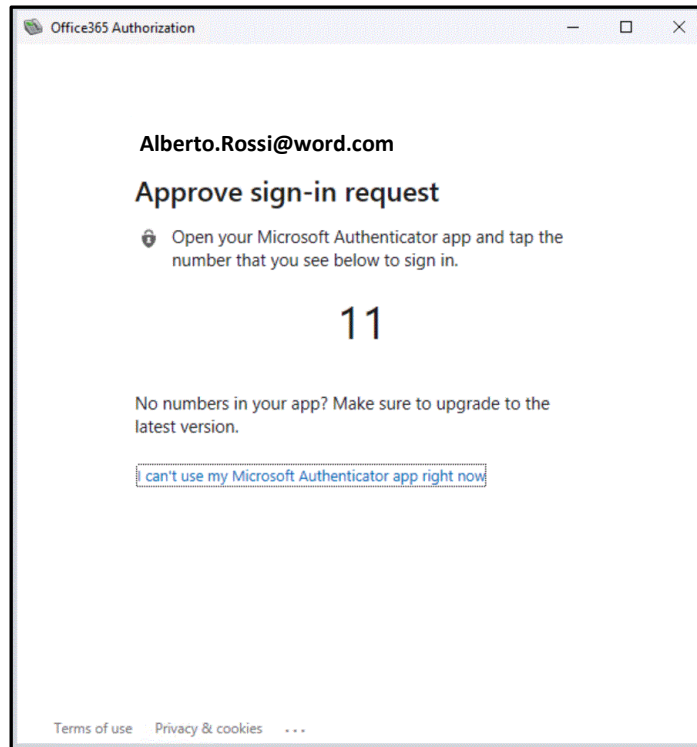 Office365 Authorization
Alberto.Rossi@word.com
Approve sign-in request
Open your Microsoft Authenticator app and tap the
number that you see below to sign in.
11
No numbers in your app? Make sure to upgrade to the
latest version.
I can't use my Microsoft Authenticator app right now
Terms of use Privacy & cookies ...